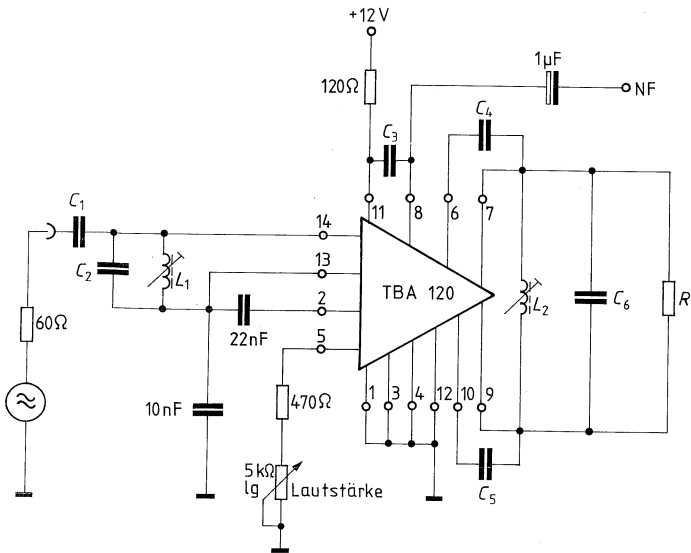 +12V
120Ω
1µF
NF
C3
C4
11
8
6
7
C1
14
C2
L1
13
TBA 120
L2
C6
R
2
60Ω
22nF
5
1
3
4
12
10
9
10nF
470Ω
5kΩ
lg
Lautstärke
C5